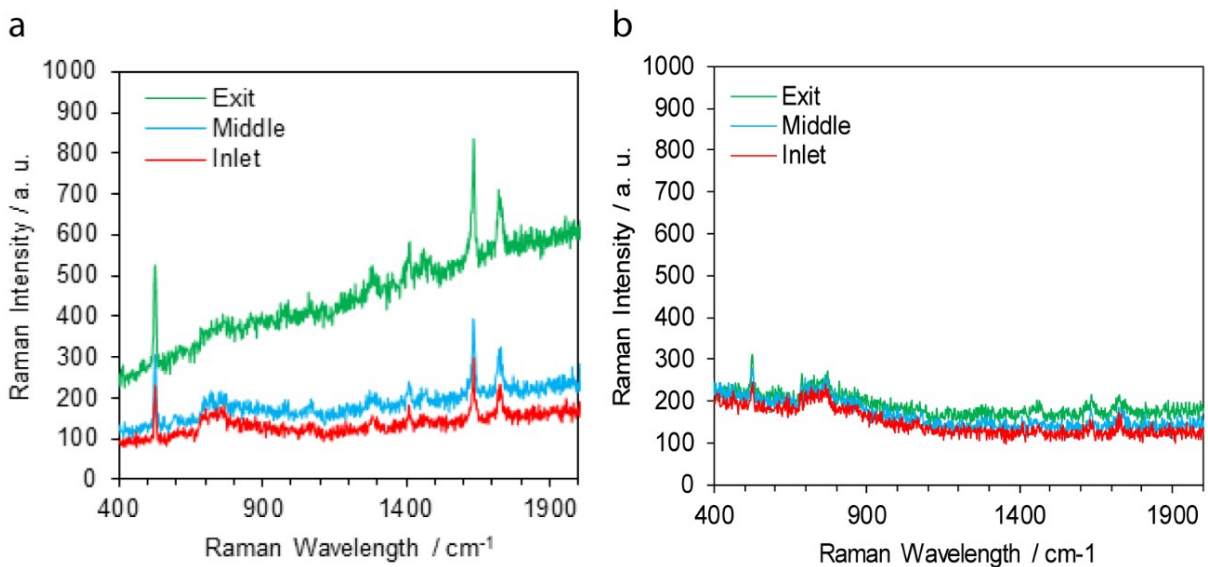 a
1000
900
800
700
600
500
400
300
200
100
0
Raman Intensity / a. u.
Exit
Middle
Inlet
400
900
1400
1900
Raman Wavelength / cm⁻¹
b
1000
900
800
700
600
500
400
300
200
100
0
Raman Intensity / a. u.
Exit
Middle
Inlet
400
900
1400
1900
Raman Wavelength / cm-1